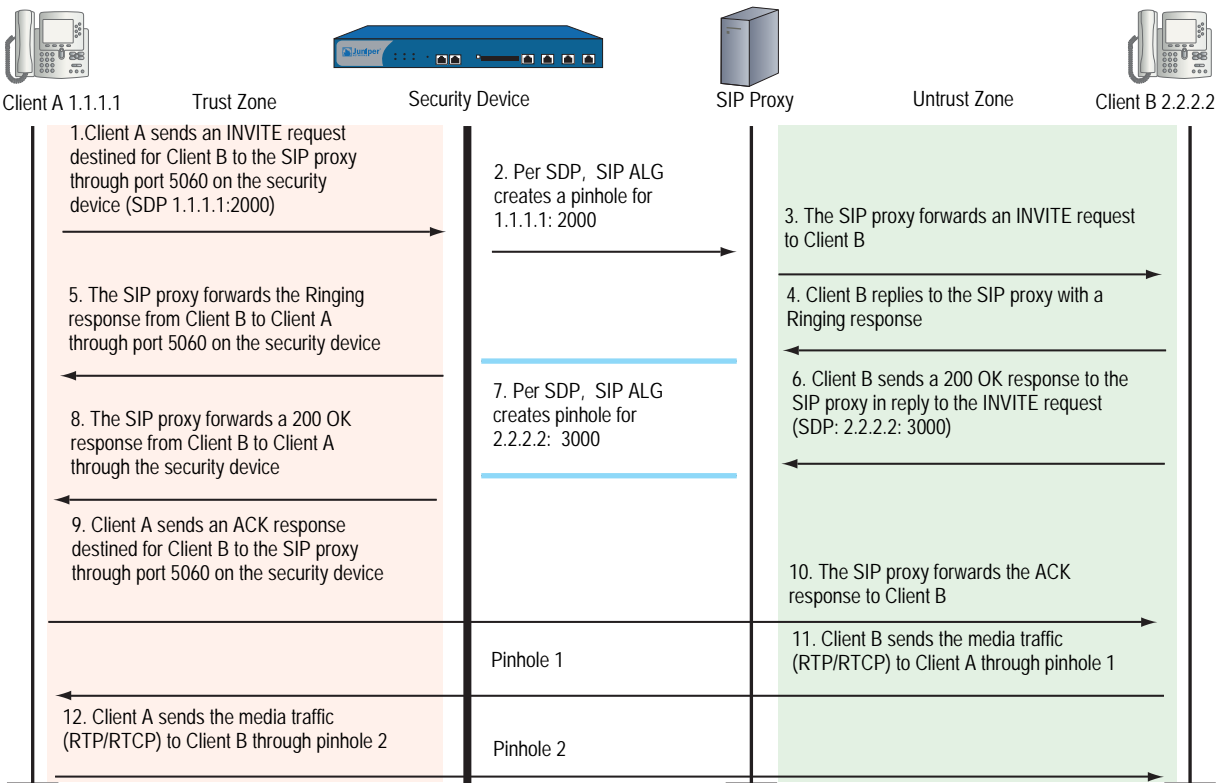 Juniper
Client A 1.1.1.1
Trust Zone
Security Device
SIP Proxy
Untrust Zone
Client B 2.2.2.2
1.Client A sends an INVITE request
destined for Client B to the SIP proxy
through port 5060 on the security
device (SDP 1.1.1.1:2000)
2. Per SDP, SIP ALG
creates a pinhole for
1.1.1.1: 2000
3. The SIP proxy forwards an INVITE request
to Client B
4. Client B replies to the SIP proxy with a
Ringing response
5. The SIP proxy forwards the Ringing
response from Client B to Client A
through port 5060 on the security device
6. Client B sends a 200 OK response to the
SIP proxy in reply to the INVITE request
(SDP: 2.2.2.2: 3000)
7. Per SDP, SIP ALG
creates pinhole for
2.2.2.2: 3000
8. The SIP proxy forwards a 200 OK
response from Client B to Client A
through the security device
9. Client A sends an ACK response
destined for Client B to the SIP proxy
through port 5060 on the security device
10. The SIP proxy forwards the ACK
response to Client B
11. Client B sends the media traffic
(RTP/RTCP) to Client A through pinhole 1
Pinhole 1
12. Client A sends the media traffic
(RTP/RTCP) to Client B through pinhole 2
Pinhole 2